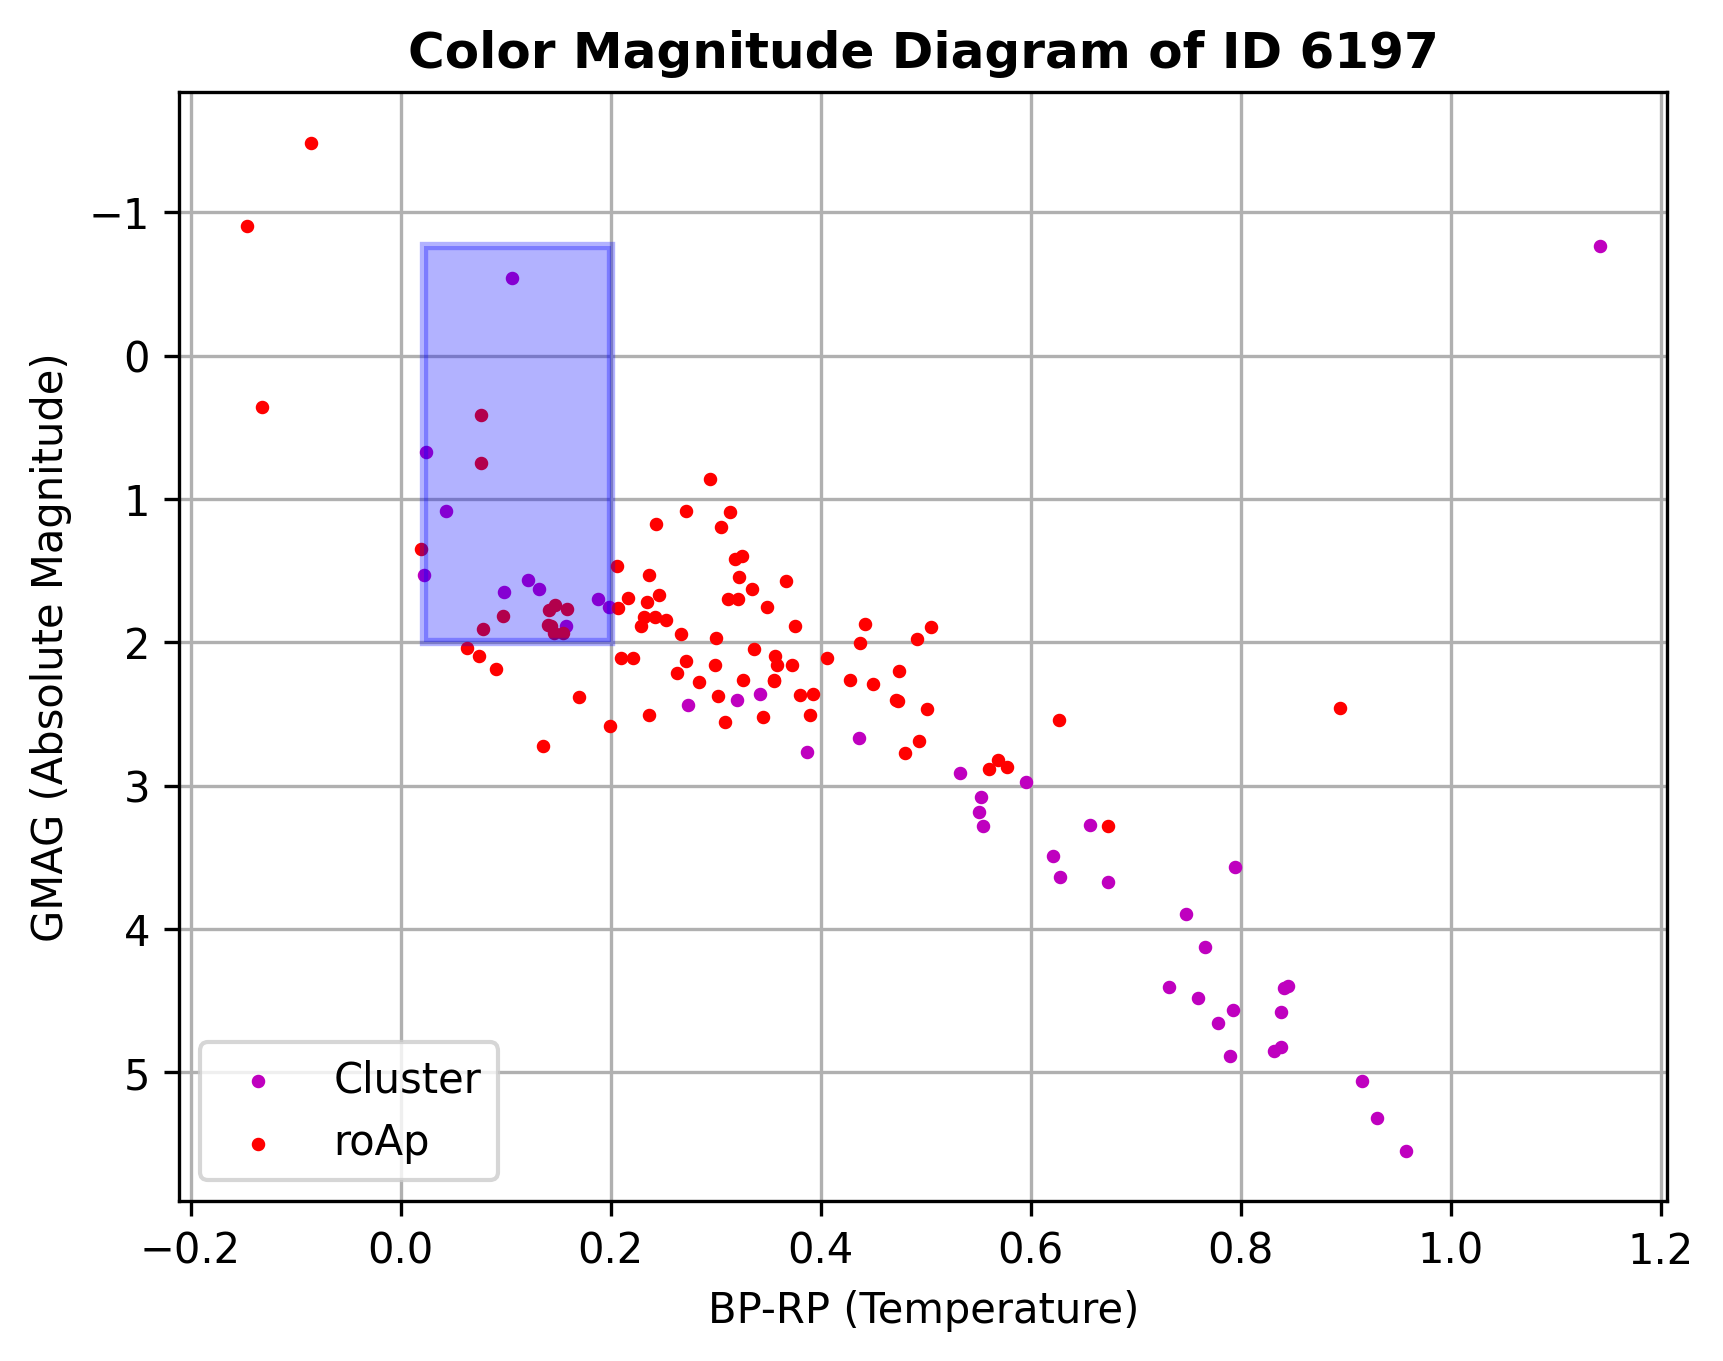 Color Magnitude Diagram of ID 6197
GMAG (Absolute Magnitude)
−1
0
1
2
3
4
5
Cluster
roAp
−0.2 0.0 0.2 0.4 0.6 0.8 1.0 1.2
BP-RP (Temperature)